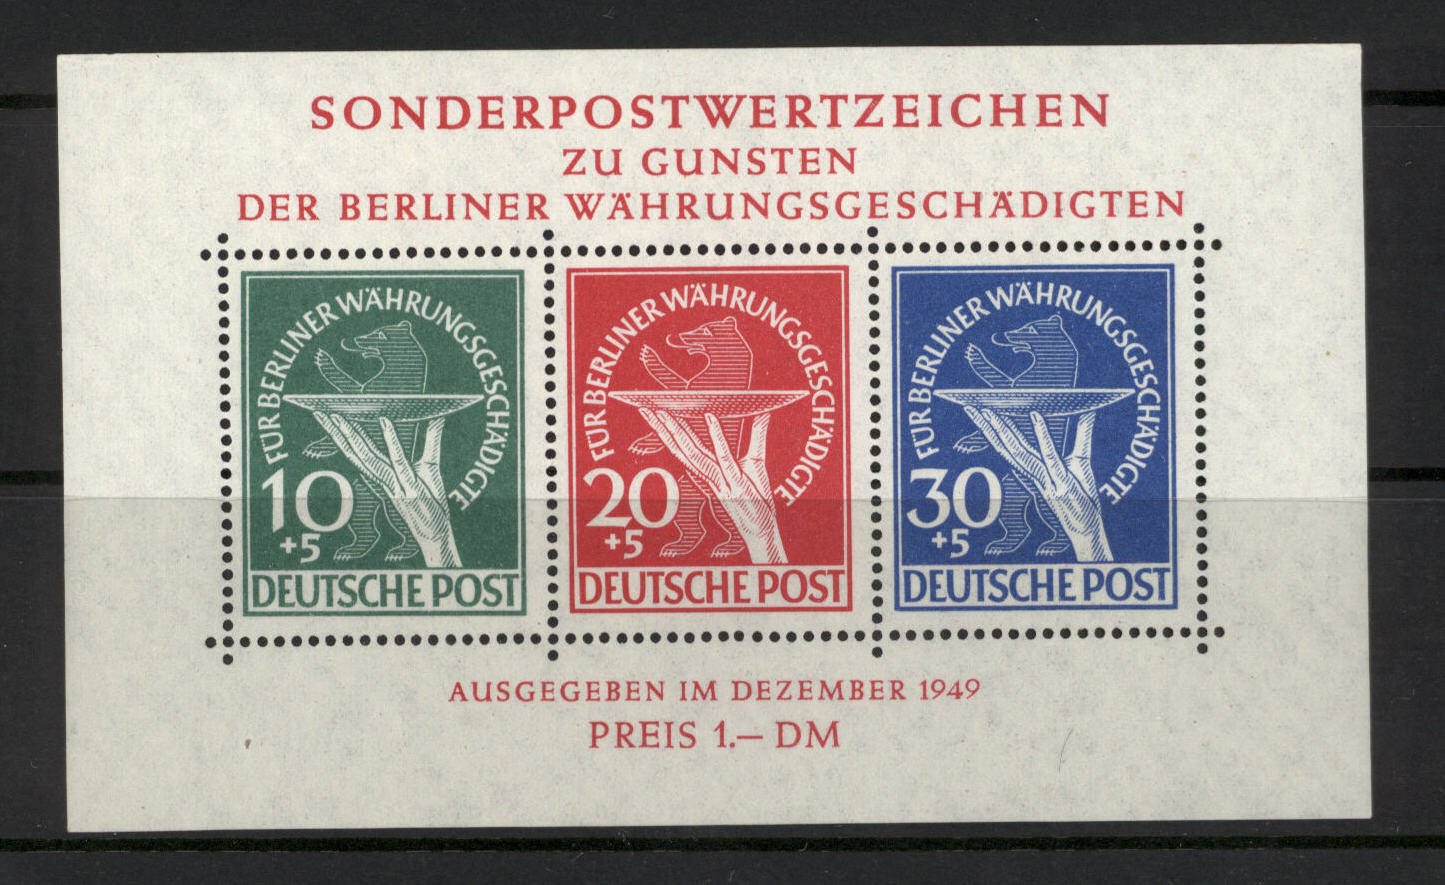 SONDERPOSTWERTZEICHEN
ZU GUNSTEN
DER BERLINER WÄHRUNGSGESCHÄDIGTEN
FÜR BERLINER WÄHRUNGSGESCHÄDIGTE
10
+5
DEUTSCHE POST
FÜR BERLINER WÄHRUNGSGESCHÄDIGTE
20
+5
DEUTSCHE POST
FÜR BERLINER WÄHRUNGSGESCHÄDIGTE
30
+5
DEUTSCHE POST
AUSGEGEBEN IM DEZEMBER 1949
PREIS 1.— DM